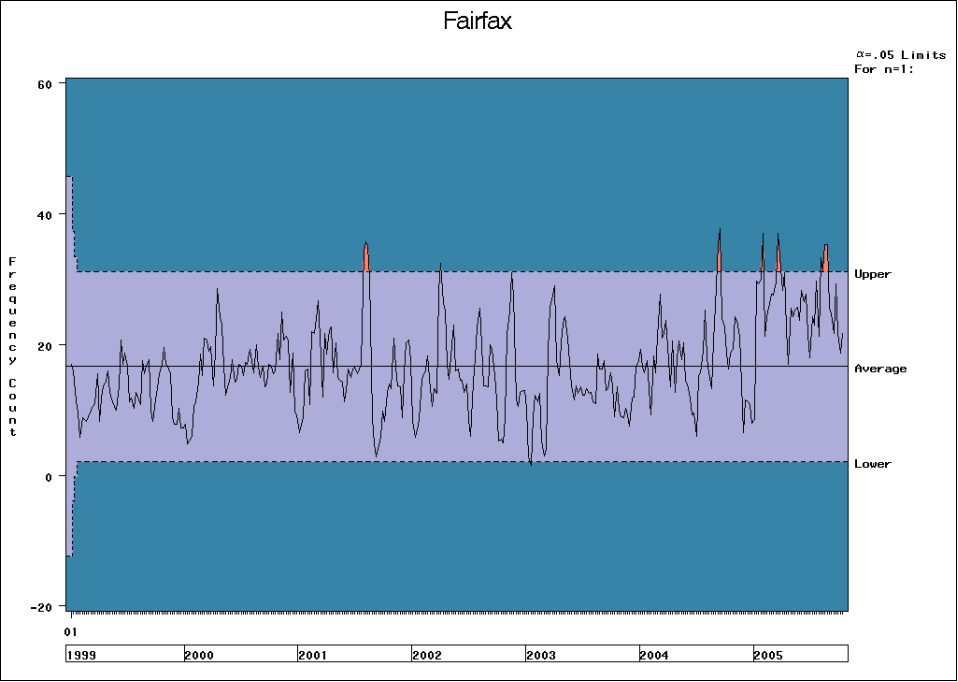 Fairfax
α=.05 Limits
For n=1:
60
40
20
0
-20
Frequency Count
Upper
Average
Lower
01
1999 2000 2001 2002 2003 2004 2005